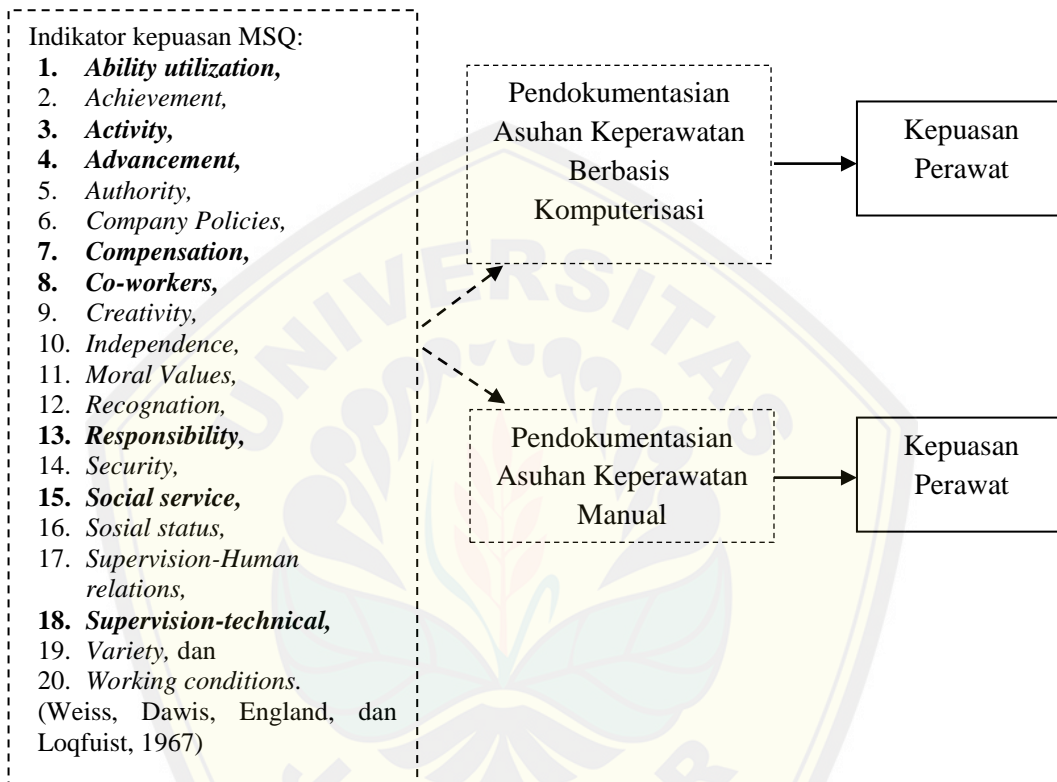 Indikator kepuasan MSQ:
1. Ability utilization,
2. Achievement,
3. Activity,
4. Advancement,
5. Authority,
6. Company Policies,
7. Compensation,
8. Co-workers,
9. Creativity,
10. Independence,
11. Moral Values,
12. Recognation,
13. Responsibility,
14. Security,
15. Social service,
16. Sosial status,
17. Supervision-Human
relations,
18. Supervision-technical,
19. Variety, dan
20. Working conditions.
(Weiss, Dawis, England, dan
Loqfuist, 1967)
Pendokumentasian
Asuhan Keperawatan
Berbasis
Komputerisasi
Kepuasan
Perawat
Pendokumentasian
Asuhan Keperawatan
Manual
Kepuasan
Perawat
UNIVERSITAS